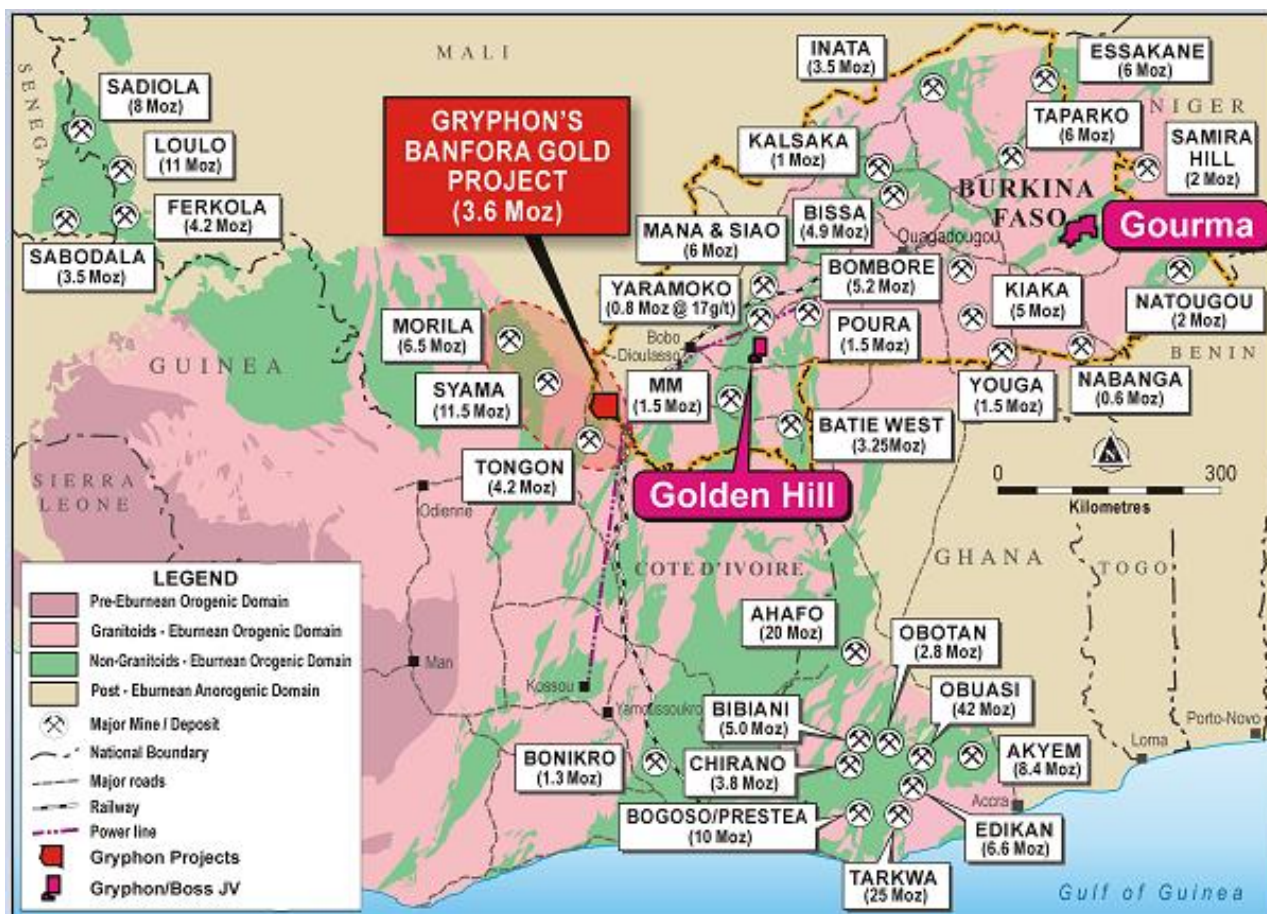 MALI
SENEGAL
SADIOLA
(8 Moz)
LOULO
(11 Moz)
FERKOLA
(4.2 Moz)
SABODALA
(3.5 Moz)
GRYPHON'S
BANFORA GOLD
PROJECT
(3.6 Moz)
INATA
(3.5 Moz)
ESSAKANE
(6 Moz)
NIGER
TAPARKO
(6 Moz)
SAMIRA
HILL
(2 Moz)
KALSAKA
(1 Moz)
BURKINA
FASO
BISSA
(4.9 Moz)
Gourma
MANA & SIAO
(6 Moz)
Ouagadougou
BOMBORE
(5.2 Moz)
YARAMOKO
(0.8 Moz @ 17g/t)
KIAKA
(5 Moz)
NATOUGOU
(2 Moz)
POURA
(1.5 Moz)
Bobo
Dioulasso
BENIN
MORILA
(6.5 Moz)
GUINEA
SYAMA
(11.5 Moz)
MM
(1.5 Moz)
YOUGA
(1.5 Moz)
NABANGA
(0.6 Moz)
BATIE WEST
(3.25Moz)
TONGON
(4.2 Moz)
Golden Hill
N
0 300
Kilometres
SIERRA
LEONE
Odienne
GHANA
TOGO
COTE D'IVOIRE
LEGEND
Pre-Eburnean Orogenic Domain
Granitoids - Eburnean Orogenic Domain
Non-Granitoids - Eburnean Orogenic Domain
Post - Eburnean Anorogenic Domain
Major Mine / Deposit
National Boundary
Major roads
Railway
Power line
Gryphon Projects
Gryphon/Boss JV
Man
Kossou
Yamoussoukro
AHAFO
(20 Moz)
OBOTAN
(2.8 Moz)
OBUASI
(42 Moz)
BIBIANI
(5.0 Moz)
AKYEM
(8.4 Moz)
BONIKRO
(1.3 Moz)
CHIRANO
(3.8 Moz)
BOGOSO/PRESTEA
(10 Moz)
EDIKAN
(6.6 Moz)
TARKWA
(25 Moz)
Accra
Loma
Porto-Novo
Gulf of Guinea